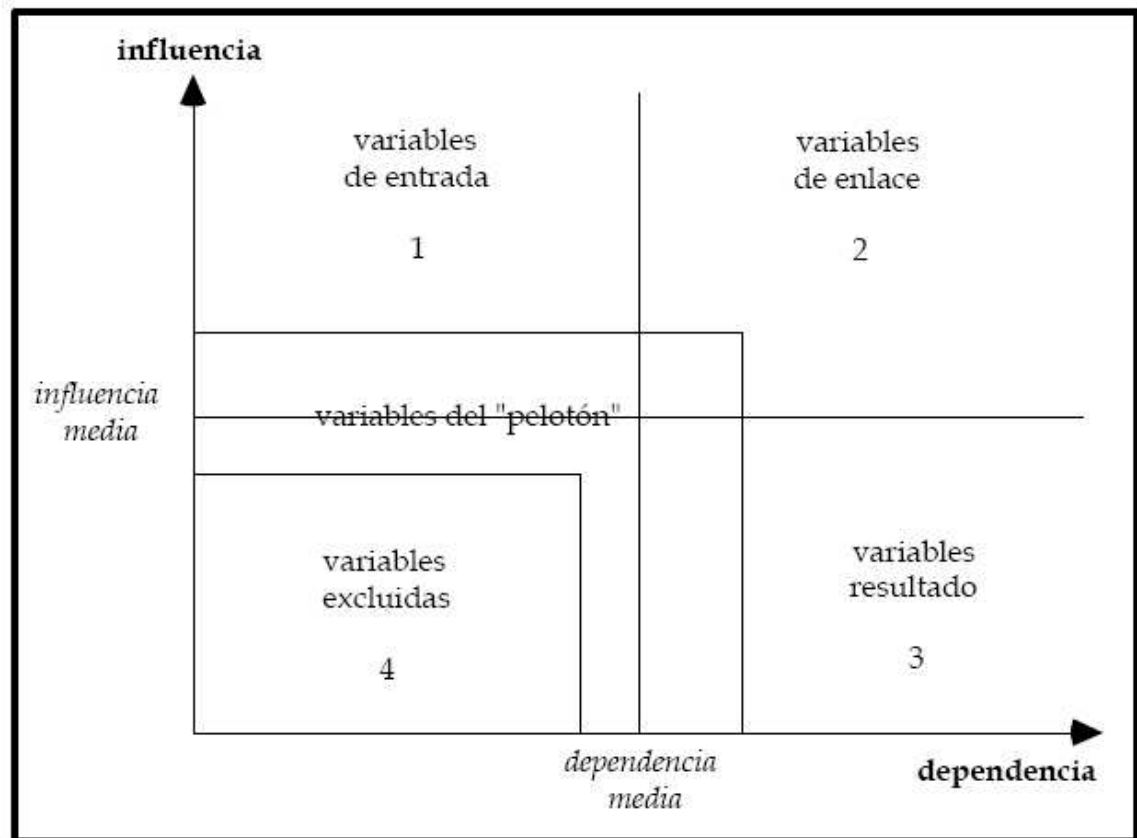 influencia
variables
de entrada
1
variables
de enlace
2
influencia
media
variables del "pelotón"
variables
excluidas
4
variables
resultado
3
dependencia
media
dependencia